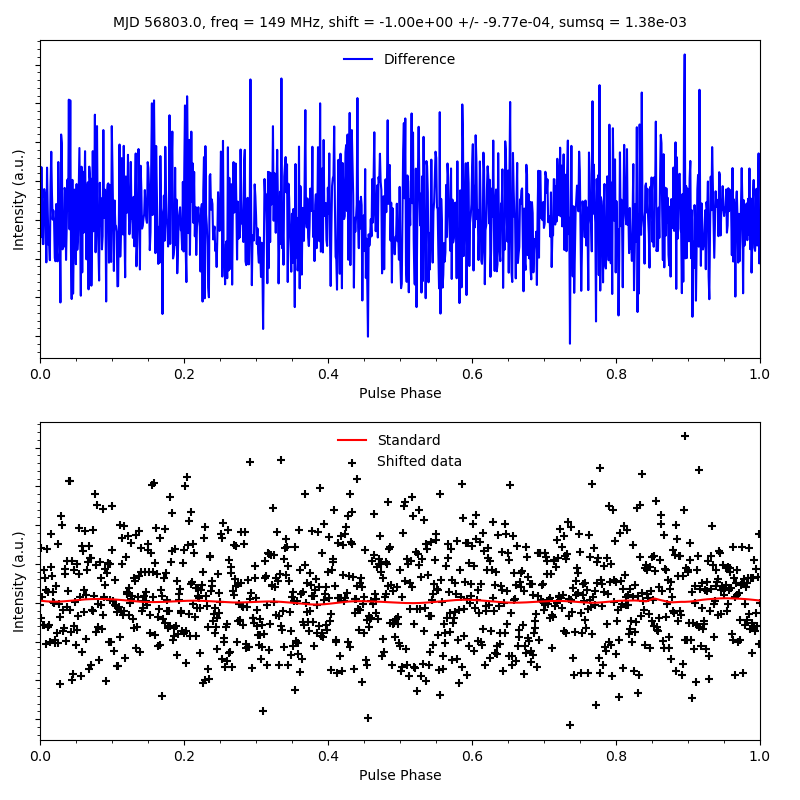 MJD 56803.0, freq = 149 MHz, shift = -1.00e+00 +/- -9.77e-04, sumsq = 1.38e-03
Difference
Intensity (a.u.)
0.0 0.2 0.4 0.6 0.8 1.0
Pulse Phase
Standard
Shifted data
Intensity (a.u.)
0.0 0.2 0.4 0.6 0.8 1.0
Pulse Phase